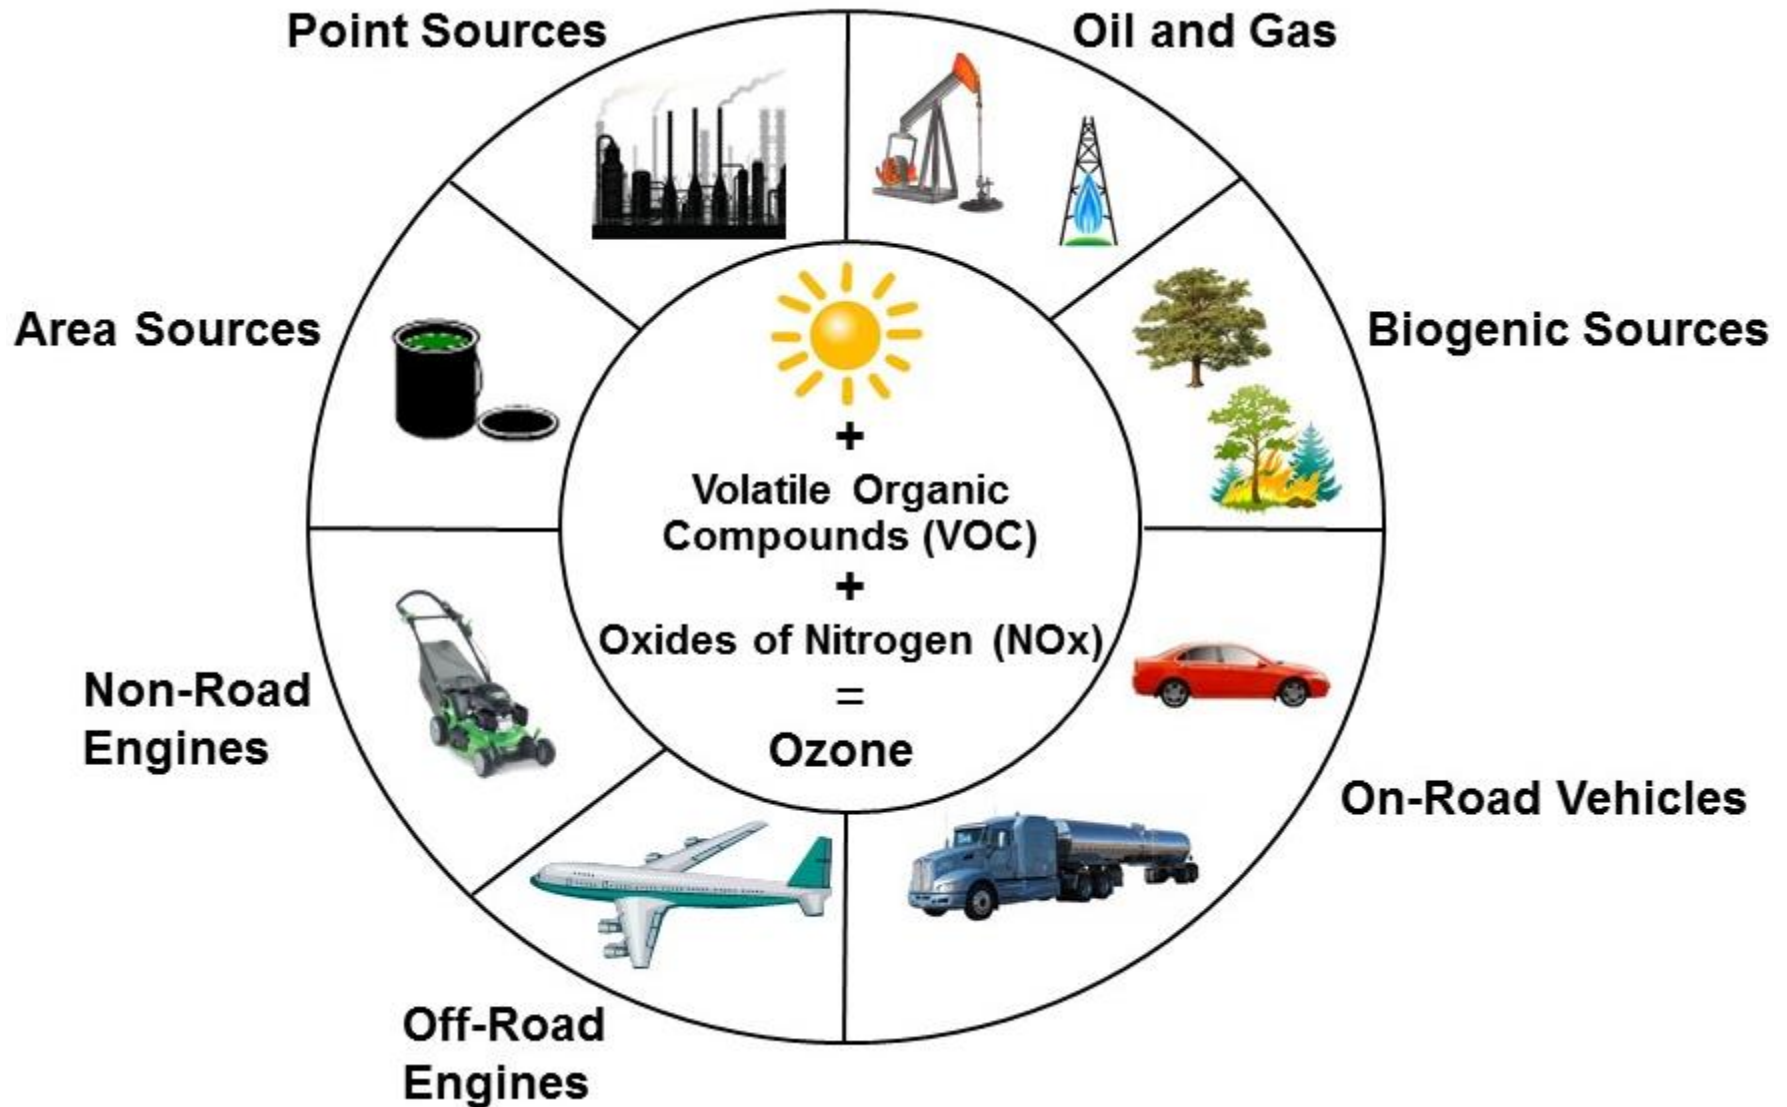 Point Sources
Oil and Gas
Area Sources
Biogenic Sources
+
Volatile Organic
Compounds (VOC)
+
Oxides of Nitrogen (NOx)
=
Ozone
Non-Road
Engines
On-Road Vehicles
Off-Road
Engines